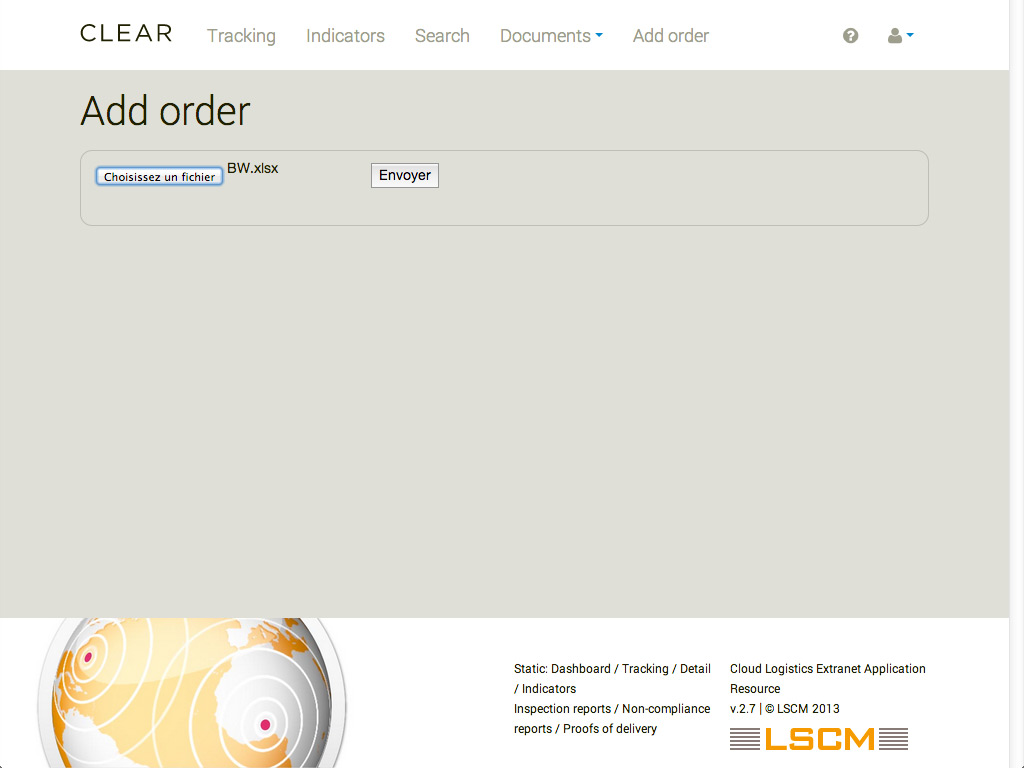 CLEAR Tracking Indicators Search Documents Add order
Add order
Choisissez un fichier BW.xlsx Envoyer
Static: Dashboard / Tracking / Detail
/ Indicators
Inspection reports / Non-compliance
reports / Proofs of delivery
Cloud Logistics Extranet Application
Resource
v.2.7 | © LSCM 2013
LSCM